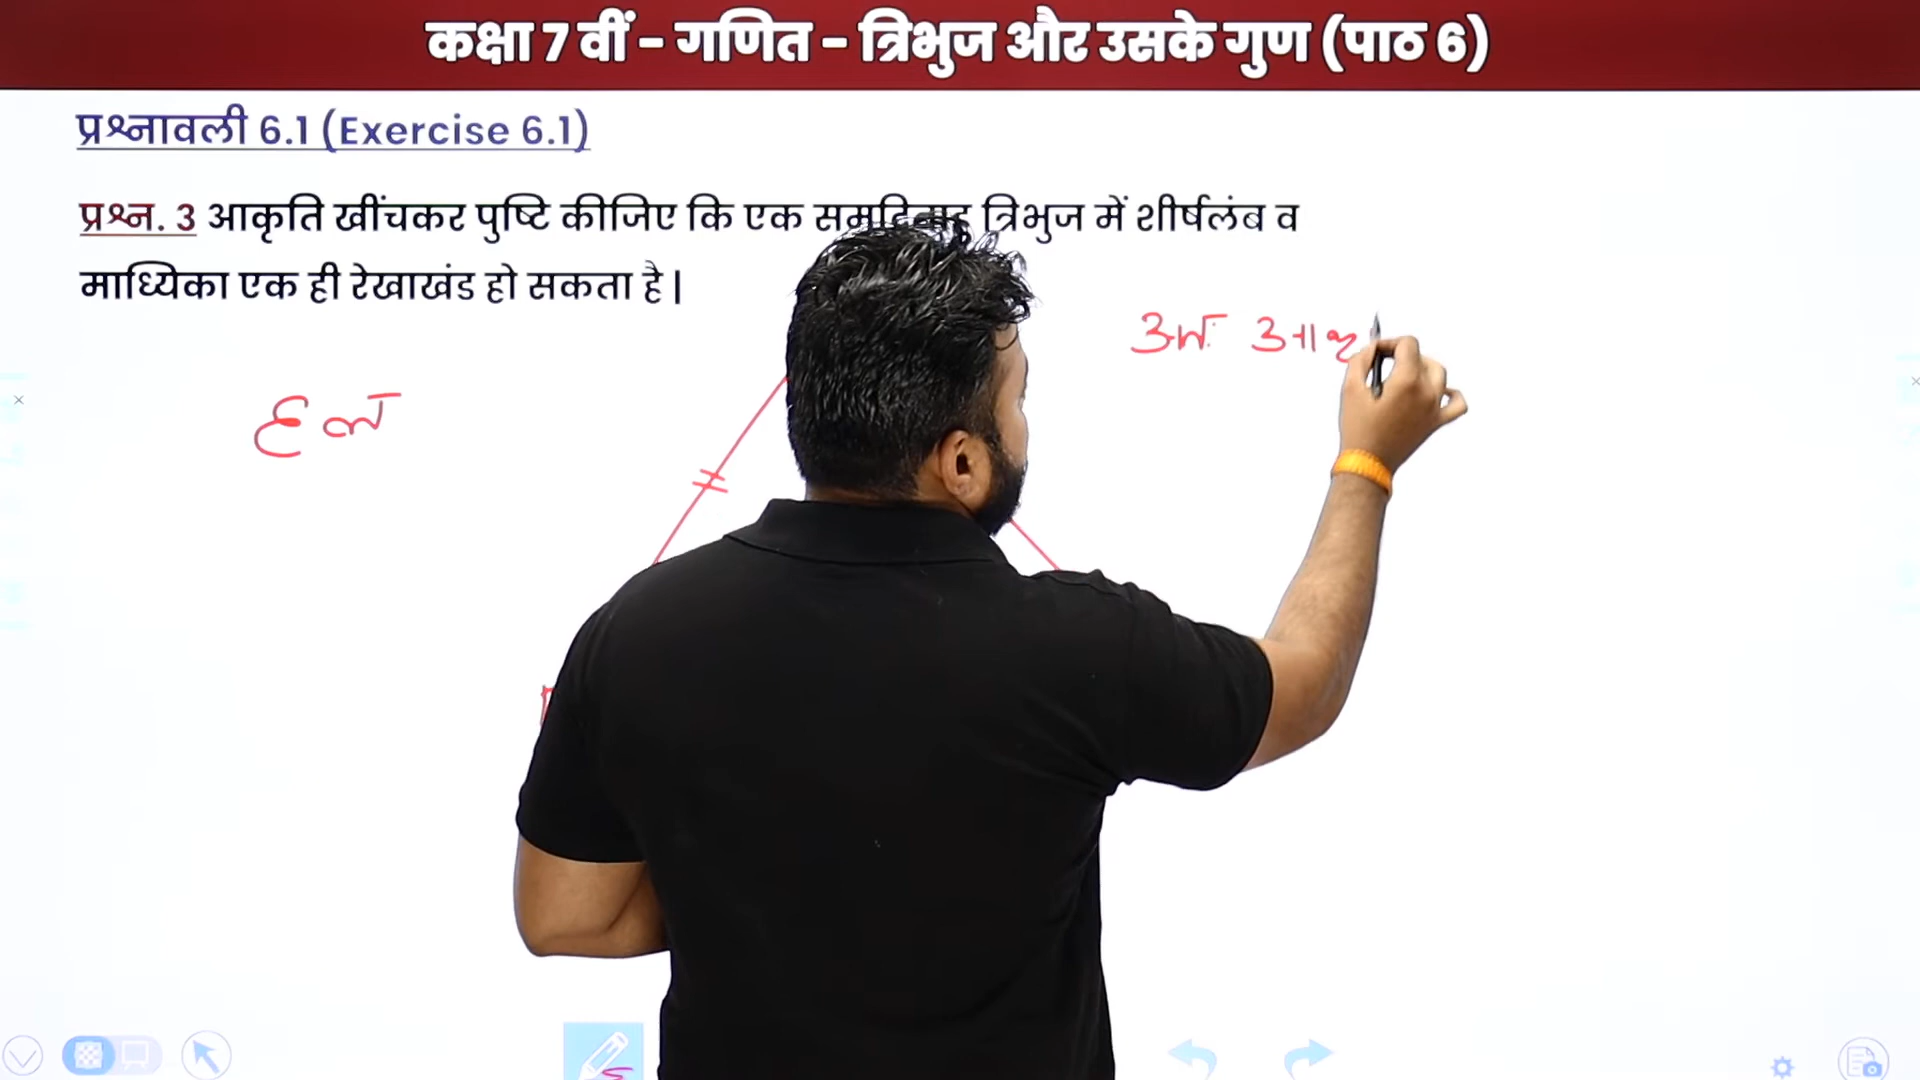 कक्षा 7 वीं - गणित - त्रिभुज और उसके गुण (पाठ 6)
प्रश्नावली 6.1 (Exercise 6.1)
प्रश्न. 3 आकृति खींचकर पुष्टि कीजिए कि एक त्रिभुज में शीर्षलंब व
माध्यिका एक ही रेखाखंड हो सकता है |
हल